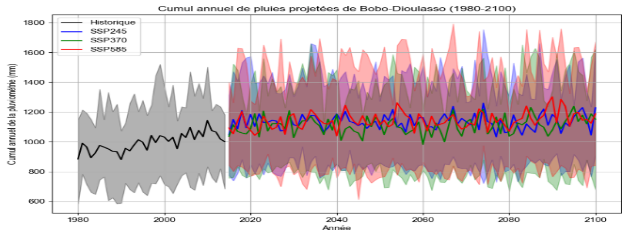 Cumul annuel de pluies projetées de Bobo-Dioulasso (1980-2100)
Historique
SSP245
SSP370
SSP585
Cumul annuel de la pluviométrie (mm)
1800
1600
1400
1200
1000
800
600
1980 2000 2020 2040 2060 2080 2100
Année